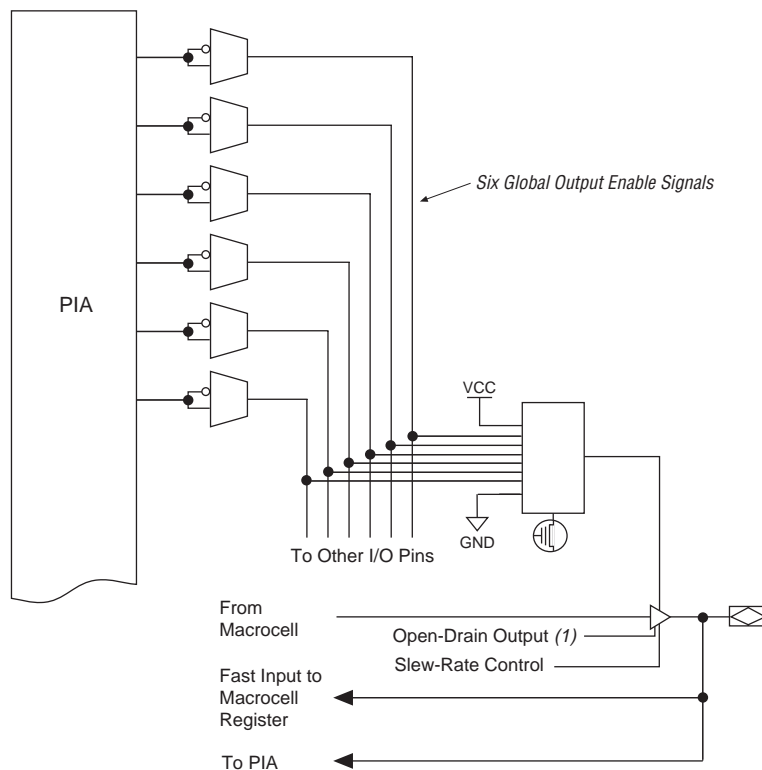 Six Global Output Enable Signals
PIA
VCC
GND
To Other I/O Pins
From
Macrocell
Open-Drain Output (1)
Slew-Rate Control
Fast Input to
Macrocell
Register
To PIA